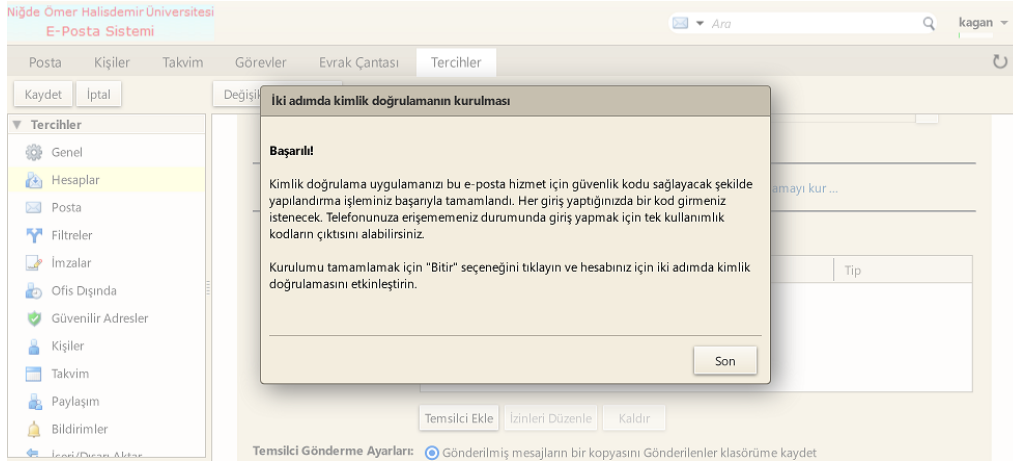 Niğde Ömer Halisdemir Üniversitesi
E-Posta Sistemi
Ara
kagan
Posta Kişiler Takvim Görevler Evrak Çantası Tercihler
Kaydet İptal
Tercihler
Genel
Hesaplar
Posta
Filtreler
İmzalar
Ofis Dışında
Güvenilir Adresler
Kişiler
Takvim
Paylaşım
Bildirimler
İçeri/Dışarı Aktar
İki adımda kimlik doğrulamanın kurulması
Başarılı!
Kimlik doğrulama uygulamanızı bu e-posta hizmet için güvenlik kodu sağlayacak şekilde
yapılandırma işleminiz başarıyla tamamlandı. Her giriş yaptığınızda bir kod girmeniz
istenecek. Telefonunuza erişememeniz durumunda giriş yapmak için tek kullanımlık
kodların çıktısını alabilirsiniz.
Kurulumu tamamlamak için "Bitir" seçeneğini tıklayın ve hesabınız için iki adımda kimlik
doğrulamasını etkinleştirin.
Son
kur ...
Tip
Temsilci Ekle İzinleri Düzenle Kaldır
Temsilci Gönderme Ayarları: Gönderilmiş mesajların bir kopyasını Gönderilenler klasörüme kaydet